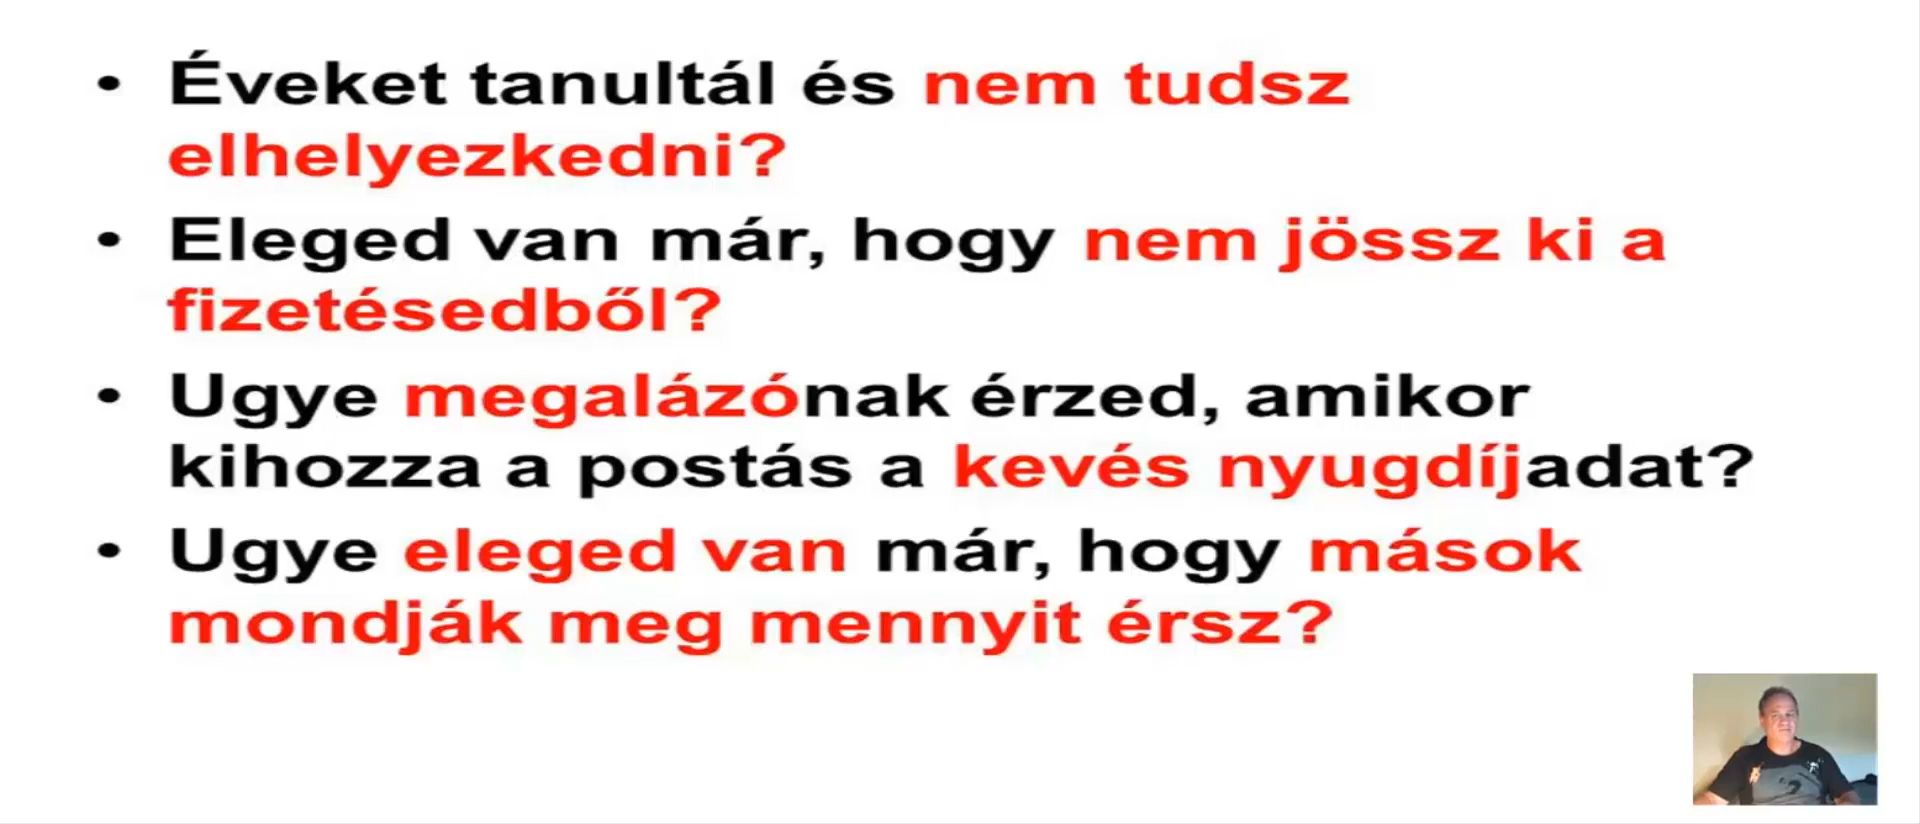 • Éveket tanultál és nem tudsz
elhelyezkedni?
• Eleged van már, hogy nem jössz ki a
fizetésedből?
• Ugye megalázónak érzed, amikor
kihozza a postás a kevés nyugdíjadat?
• Ugye eleged van már, hogy mások
mondják meg mennyit érsz?